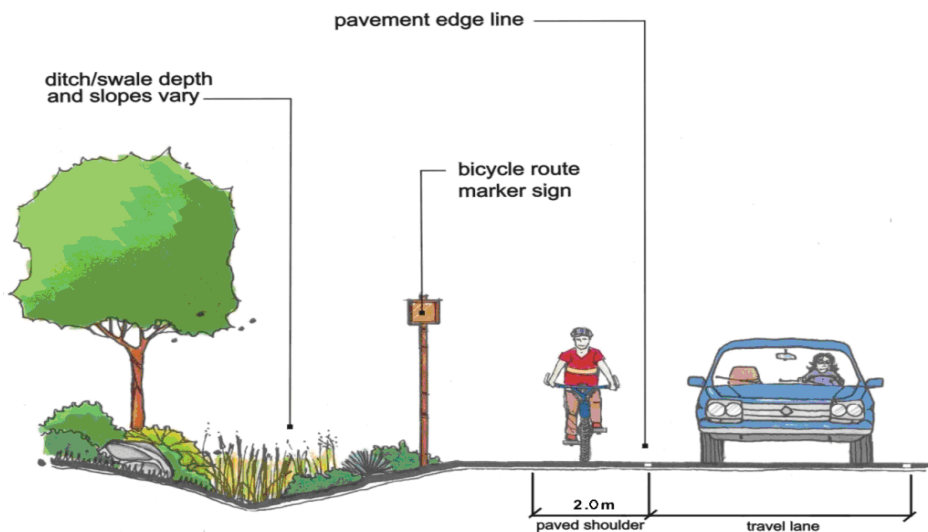 pavement edge line
ditch/swale depth
and slopes vary
bicycle route
marker sign
2.0m
paved shoulder
travel lane